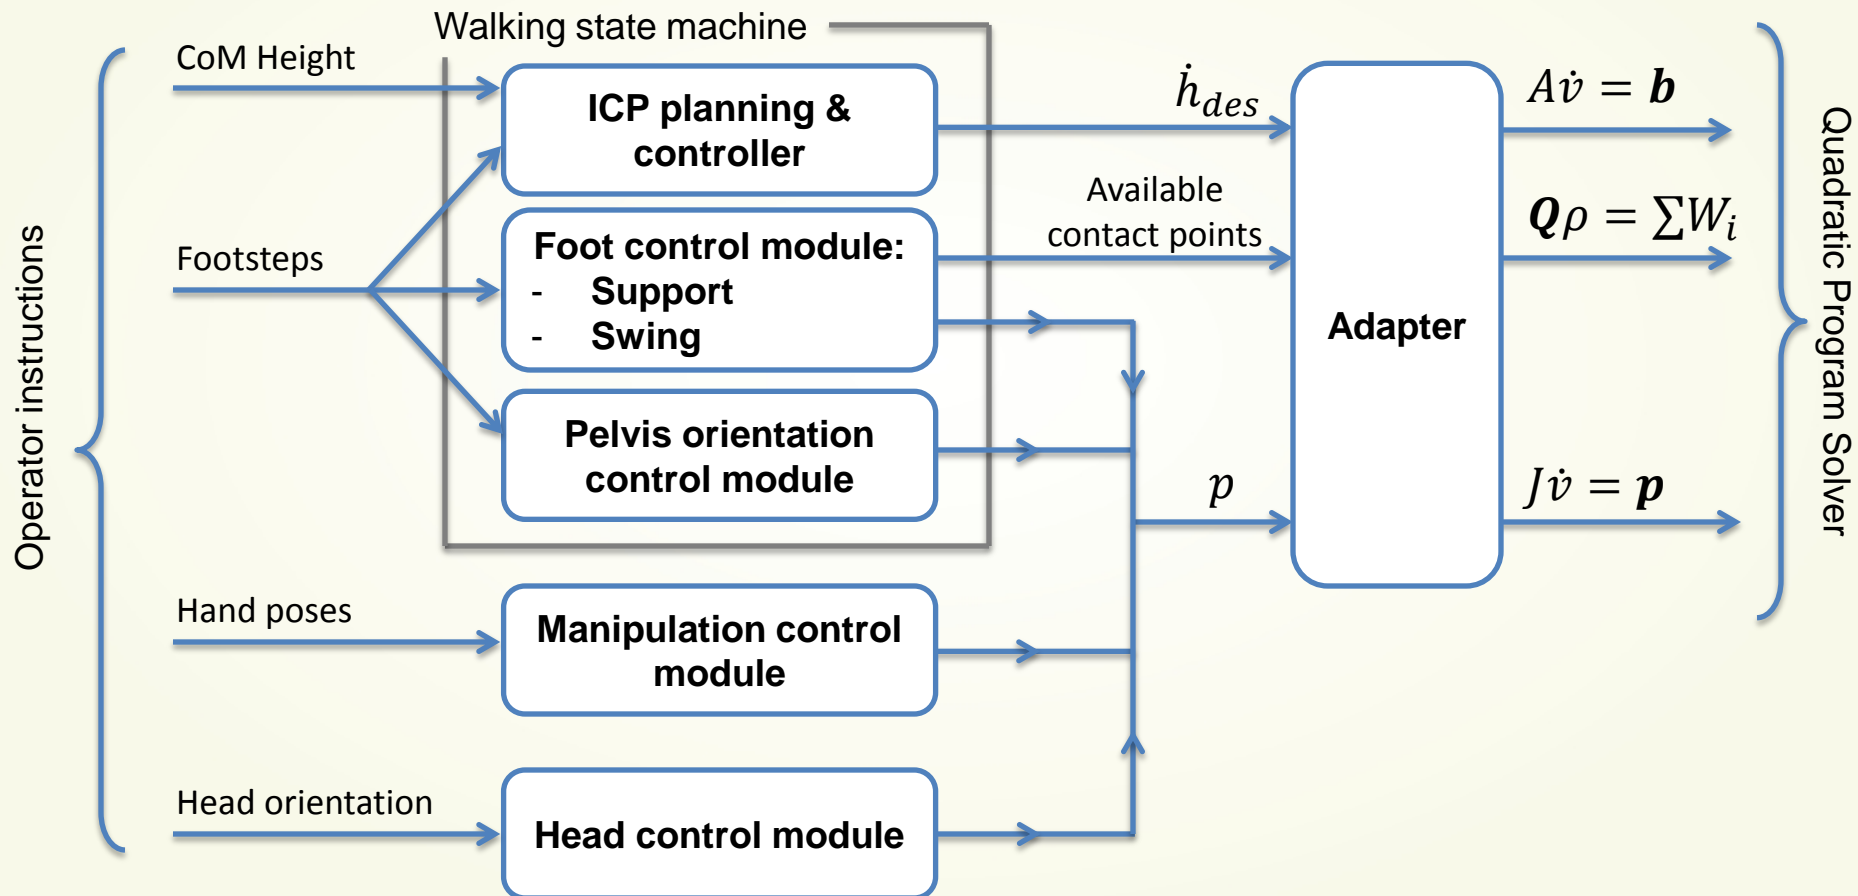 Walking state machine
Operator instructions
CoM Height
Footsteps
Hand poses
Head orientation
ICP planning &
controller
Foot control module:
- Support
- Swing
Pelvis orientation
control module
Manipulation control
module
Head control module
ḣ_des
Available
contact points
p
Adapter
Av̇ = b
Qρ = ∑W_i
Jv̇ = p
Quadratic Program Solver